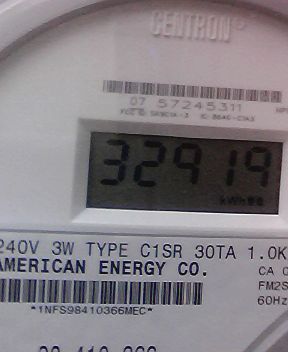 CENTRON®
07 57245311
32919
kWh
240V 3W TYPE C1SR 30TA 1.0K
AMERICAN ENERGY CO.
CA
FM2S
60Hz
*1NFS98410366MEC*